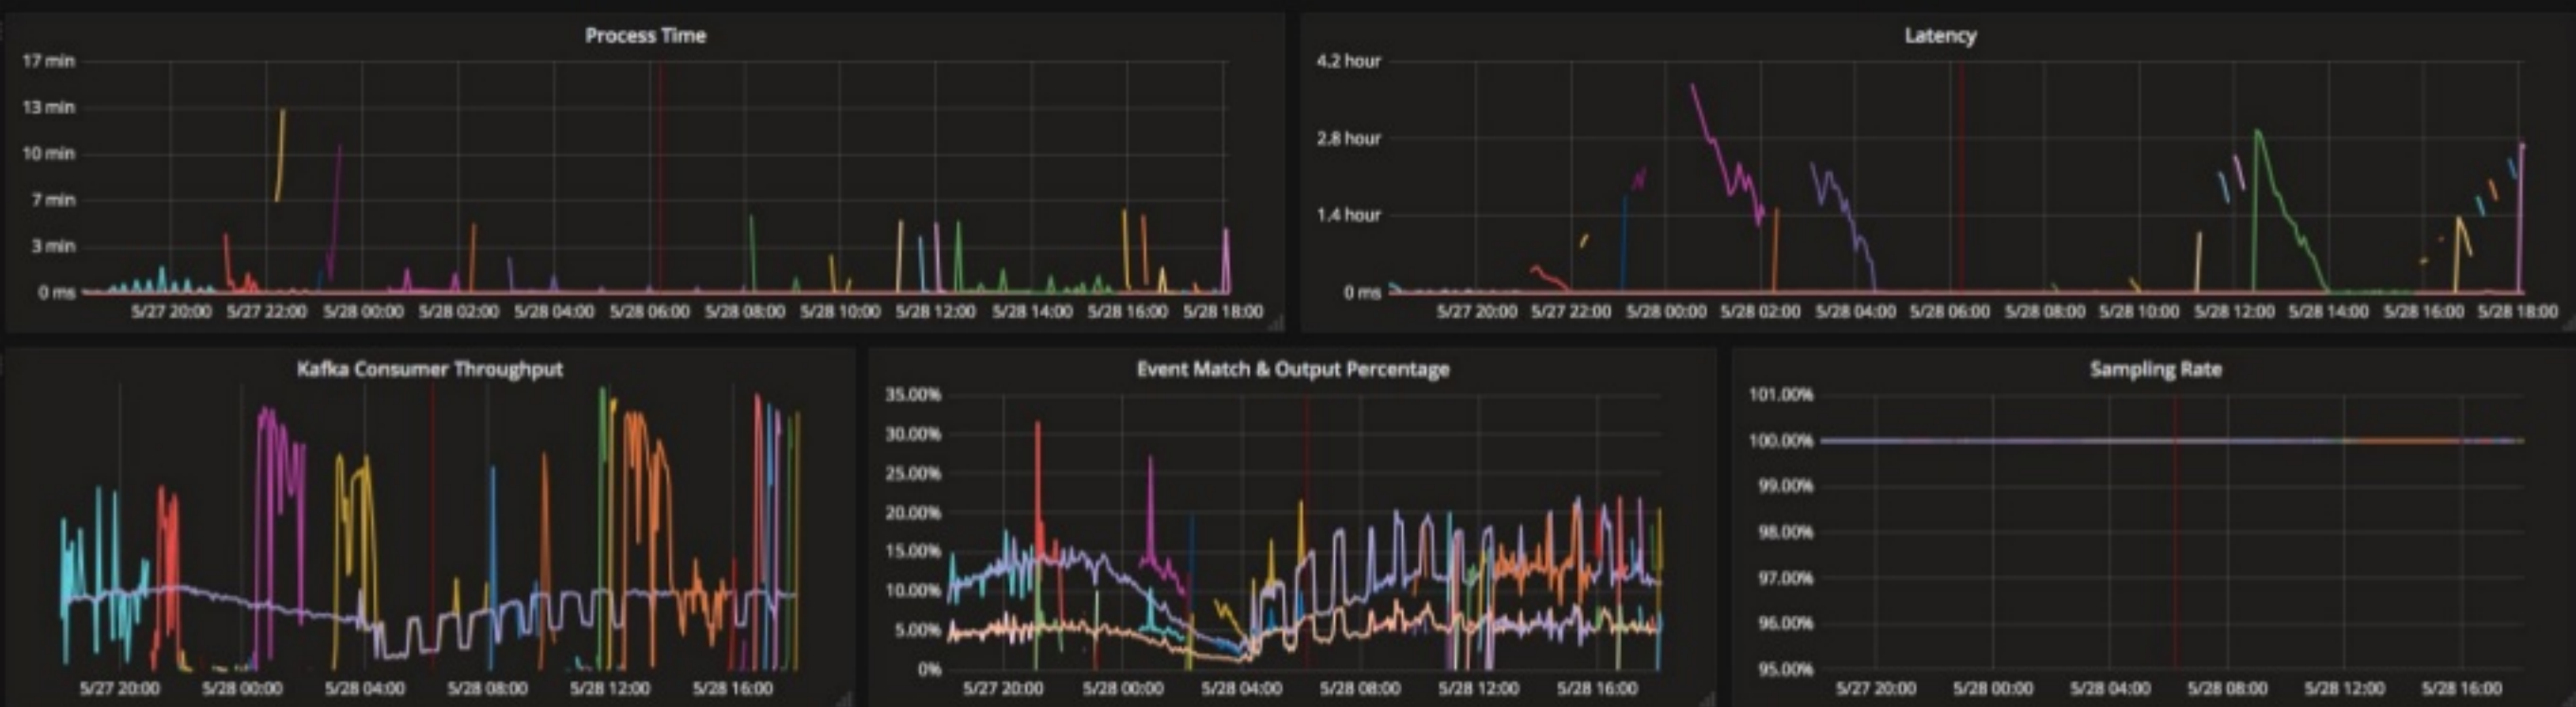 Process Time
17 min
13 min
10 min
7 min
3 min
0 ms
5/27 20:00 5/27 22:00 5/28 00:00 5/28 02:00 5/28 04:00 5/28 06:00 5/28 08:00 5/28 10:00 5/28 12:00 5/28 14:00 5/28 16:00 5/28 18:00
Latency
4.2 hour
2.8 hour
1.4 hour
0 ms
5/27 20:00 5/27 22:00 5/28 00:00 5/28 02:00 5/28 04:00 5/28 06:00 5/28 08:00 5/28 10:00 5/28 12:00 5/28 14:00 5/28 16:00 5/28 18:00
Kafka Consumer Throughput
5/27 20:00 5/28 00:00 5/28 04:00 5/28 08:00 5/28 12:00 5/28 16:00
Event Match & Output Percentage
35.00%
30.00%
25.00%
20.00%
15.00%
10.00%
5.00%
0%
5/27 20:00 5/28 00:00 5/28 04:00 5/28 08:00 5/28 12:00 5/28 16:00
Sampling Rate
101.00%
100.00%
99.00%
98.00%
97.00%
96.00%
95.00%
5/27 20:00 5/28 00:00 5/28 04:00 5/28 08:00 5/28 12:00 5/28 16:00